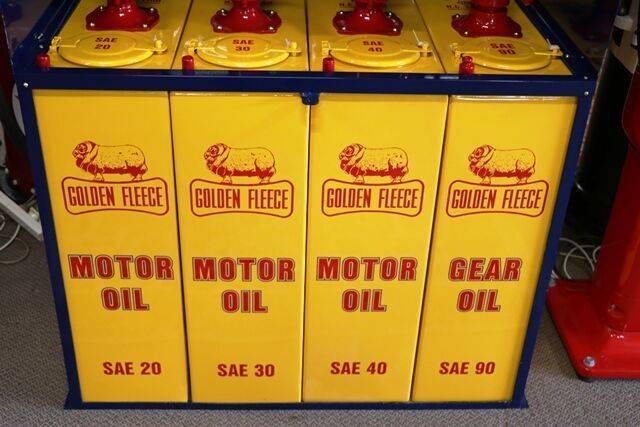 SAE 20
SAE 30
SAE 40
SAE 90
GOLDEN FLEECE
MOTOR
OIL
SAE 20
GOLDEN FLEECE
MOTOR
OIL
SAE 30
GOLDEN FLEECE
MOTOR
OIL
SAE 40
GOLDEN FLEECE
GEAR
OIL
SAE 90